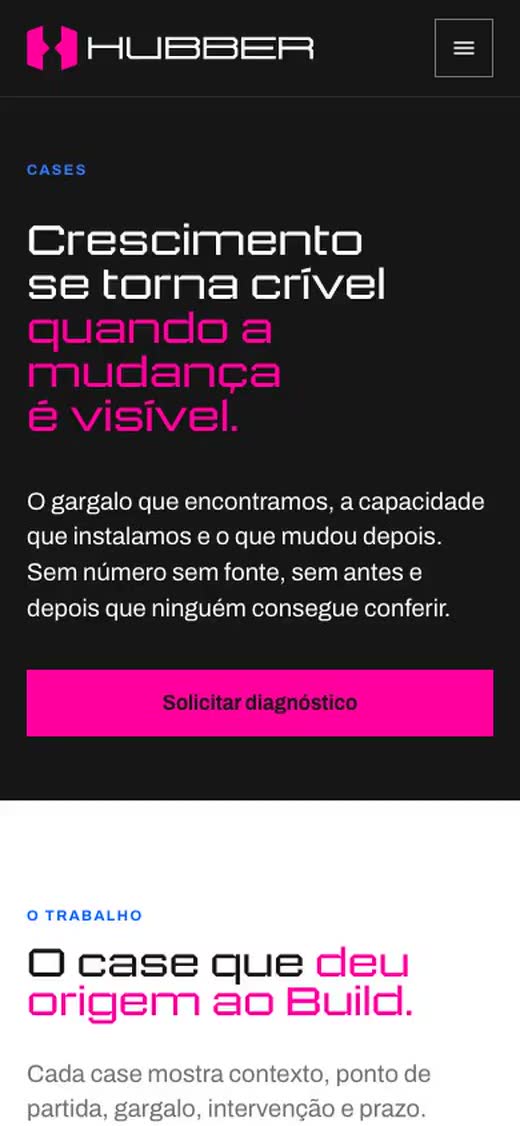 HUBBER
CASES
Crescimento
se torna crível
quando a
mudança
é visível.
O gargalo que encontramos, a capacidade
que instalamos e o que mudou depois.
Sem número sem fonte, sem antes e
depois que ninguém consegue conferir.
Solicitar diagnóstico
O TRABALHO
O case que deu
origem ao Build.
Cada case mostra contexto, ponto de
partida, gargalo, intervenção e prazo.